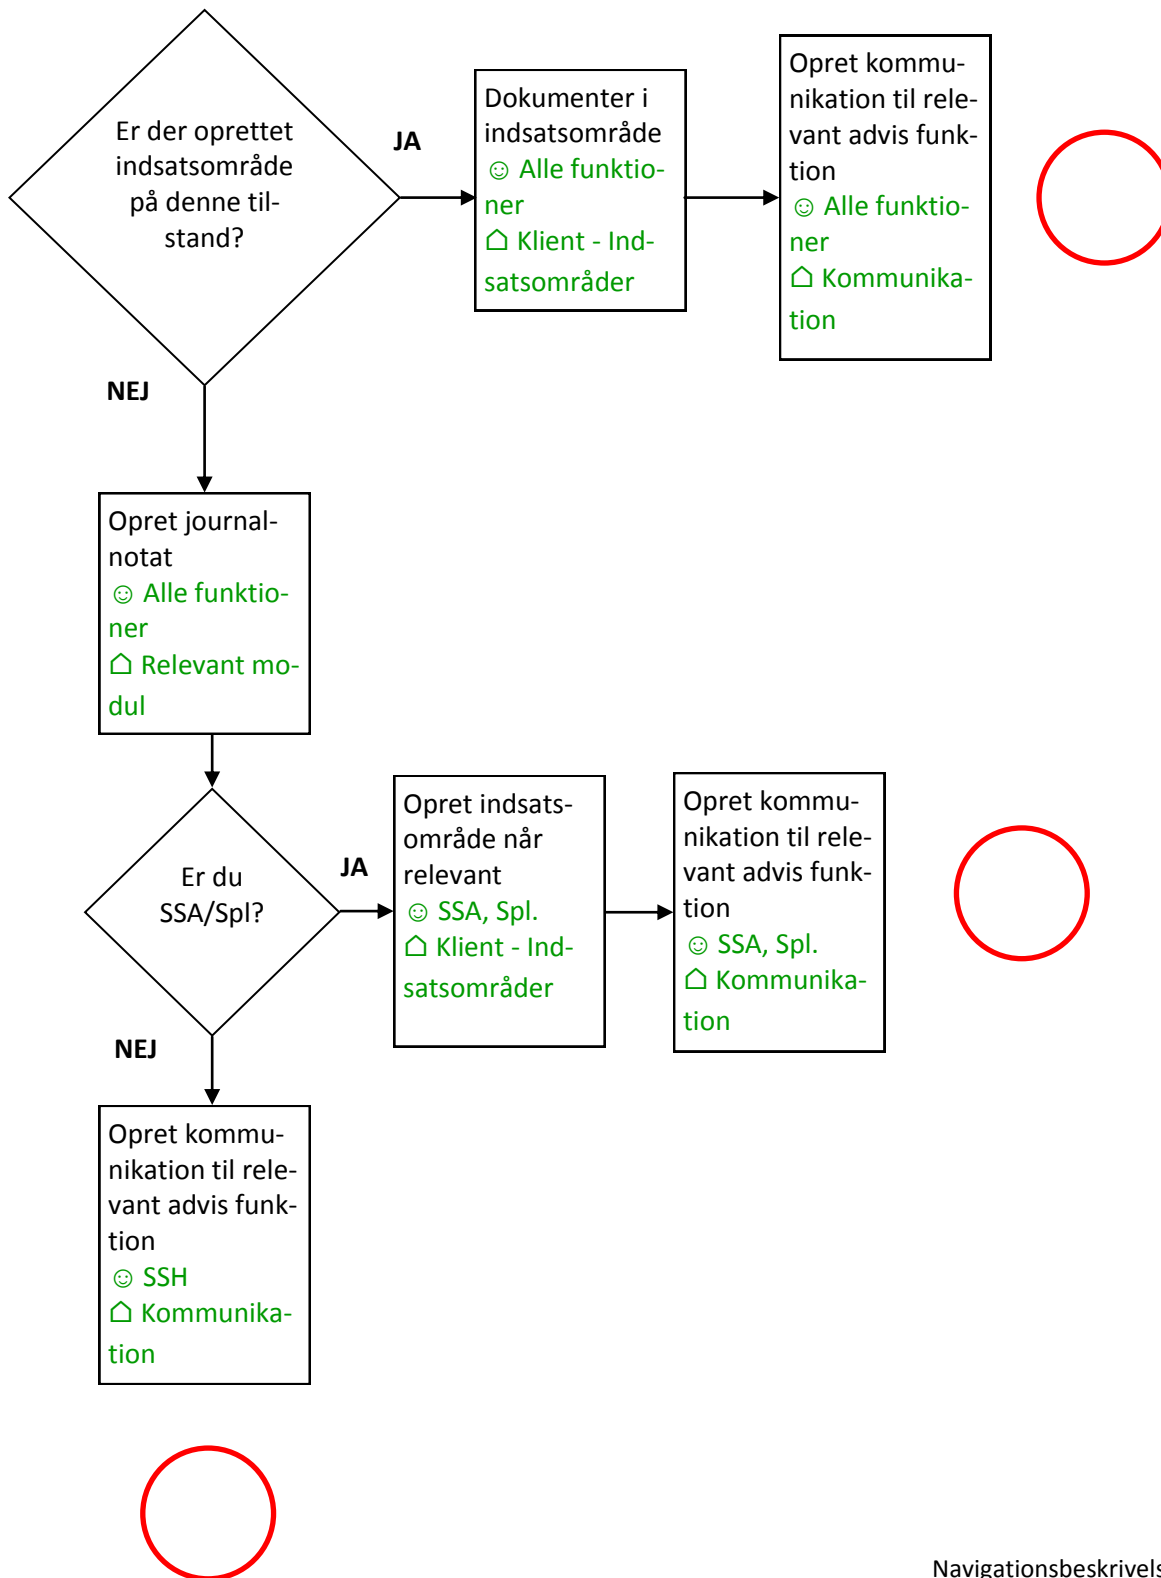 Er der oprettet
indsatsområde
på denne til-
stand?
JA
Dokumenter i
indsatsområde
☺ Alle funktio-
ner
⌂ Klient - Ind-
satsområder
Opret kommu-
nikation til rele-
vant advis funk-
tion
☺ Alle funktio-
ner
⌂ Kommunika-
tion
NEJ
Opret journal-
notat
☺ Alle funktio-
ner
⌂ Relevant mo-
dul
Er du
SSA/Spl?
JA
Opret indsats-
område når
relevant
☺ SSA, Spl.
⌂ Klient - Ind-
satsområder
Opret kommu-
nikation til rele-
vant advis funk-
tion
☺ SSA, Spl.
⌂ Kommunika-
tion
NEJ
Opret kommu-
nikation til rele-
vant advis funk-
tion
☺ SSH
⌂ Kommunika-
tion
Navigationsbeskrivels